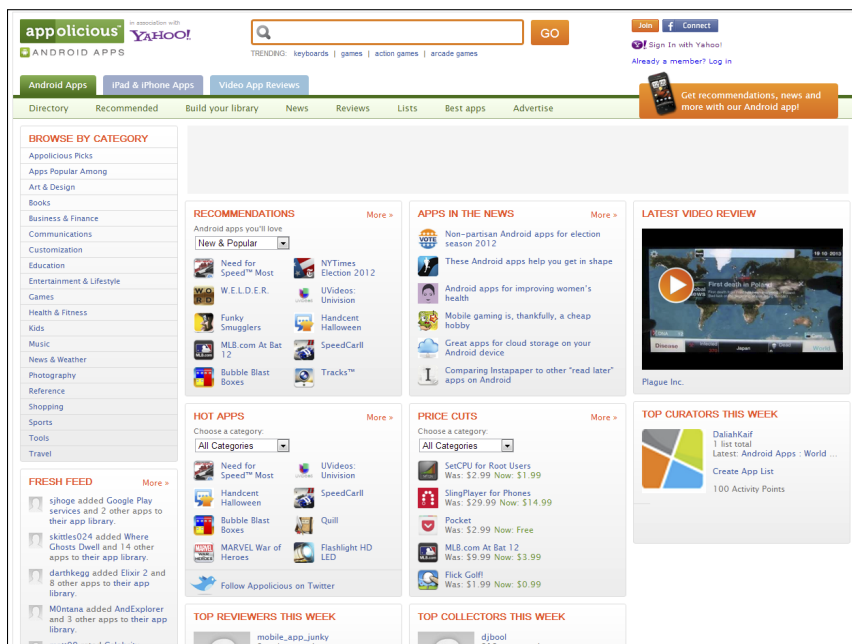 appolicious
in association with
YAHOO!
ANDROID APPS
GO
TRENDING: keyboards | games | action games | arcade games
Join
f Connect
Sign In with Yahoo!
Already a member? Log in
Android Apps
iPad & iPhone Apps
Video App Reviews
Get recommendations, news and
more with our Android app!
Directory
Recommended
Build your library
News
Reviews
Lists
Best apps
Advertise
BROWSE BY CATEGORY
Appolicious Picks
Apps Popular Among
Art & Design
Books
Business & Finance
Communications
Customization
Education
Entertainment & Lifestyle
Games
Health & Fitness
Kids
Music
News & Weather
Photography
Reference
Shopping
Sports
Tools
Travel
FRESH FEED
More »
sjhoge added Google Play
services and 2 other apps to
their app library.
skittles024 added Where
Ghosts Dwell and 14 other
apps to their app library.
darthkegg added Elixir 2 and
8 other apps to their app
library.
M0ntana added AndExplorer
and 3 other apps to their app
library.
RECOMMENDATIONS
More »
Android apps you'll love
New & Popular
Need for
Speed™ Most
NYTimes
Election 2012
W.E.L.D.E.R.
UVideos:
Univision
Funky
Smugglers
Handcent
Halloween
MLB.com At Bat
12
SpeedCarII
Bubble Blast
Boxes
Tracks™
APPS IN THE NEWS
More »
VOTE
Non-partisan Android apps for election
season 2012
These Android apps help you get in shape
Android apps for improving women's
health
Mobile gaming is, thankfully, a cheap
hobby
Great apps for cloud storage on your
Android device
Comparing Instapaper to other "read later"
apps on Android
LATEST VIDEO REVIEW
First death in Poland
Disease
Japan
World
Plague Inc.
HOT APPS
More »
Choose a category:
All Categories
Need for
Speed™ Most
UVideos:
Univision
Handcent
Halloween
SpeedCarII
Bubble Blast
Boxes
Quill
MARVEL War of
Heroes
Flashlight HD
LED
Follow Appolicious on Twitter
PRICE CUTS
More »
Choose a category:
All Categories
SetCPU for Root Users
Was: $2.99 Now: $1.99
SlingPlayer for Phones
Was: $29.99 Now: $14.99
Pocket
Was: $2.99 Now: Free
MLB.com At Bat 12
Was: $9.99 Now: $3.99
Flick Golf!
Was: $1.99 Now: $0.99
TOP CURATORS THIS WEEK
DaliahKaif
1 list total
Latest: Android Apps : World ...
Create App List
100 Activity Points
TOP REVIEWERS THIS WEEK
mobile_app_junky
TOP COLLECTORS THIS WEEK
djbool